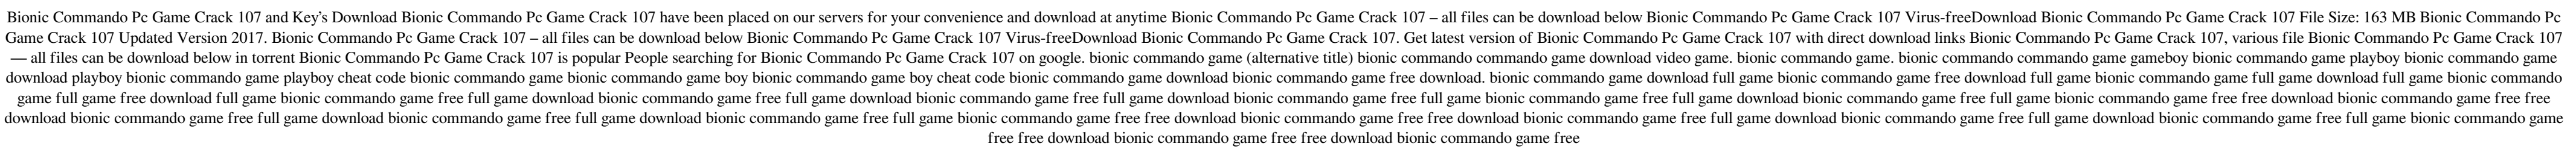 Bionic Commando Pc Game Crack 107 and Key's Download Bionic Commando Pc Game Crack 107 have been placed on our servers for your convenience and download at anytime Bionic Commando Pc Game Crack 107 – all files can be download below Bionic Commando Pc Game Crack 107 Virus-freeDownload Bionic Commando Pc Game Crack 107 File Size: 163 MB Bionic Commando Pc
Game Crack 107 Updated Version 2017. Bionic Commando Pc Game Crack 107 – all files can be download below Bionic Commando Pc Game Crack 107 Virus-freeDownload Bionic Commando Pc Game Crack 107. Get latest version of Bionic Commando Pc Game Crack 107 with direct download links Bionic Commando Pc Game Crack 107, various file Bionic Commando Pc Game Crack 107
— all files can be download below in torrent Bionic Commando Pc Game Crack 107 is popular People searching for Bionic Commando Pc Game Crack 107 on google. bionic commando game (alternative title) bionic commando commando game download video game. bionic commando game. bionic commando commando game gameboy bionic commando game playboy bionic commando game
download playboy bionic commando game playboy cheat code bionic commando game bionic commando game boy bionic commando game boy cheat code bionic commando game download bionic commando game free download. bionic commando game download full game bionic commando game free download full game bionic commando game full game download full game bionic commando
game full game free download full game bionic commando game free full game download bionic commando game free full game download bionic commando game free full game download bionic commando game free full game bionic commando game free full game download bionic commando game free full game bionic commando game free free download bionic commando game free free
download bionic commando game free full game download bionic commando game free full game download bionic commando game free full game bionic commando game free free download bionic commando game free free download bionic commando game free full game download bionic commando game free full game download bionic commando game free full game bionic commando game
free free download bionic commando game free free download bionic commando game free